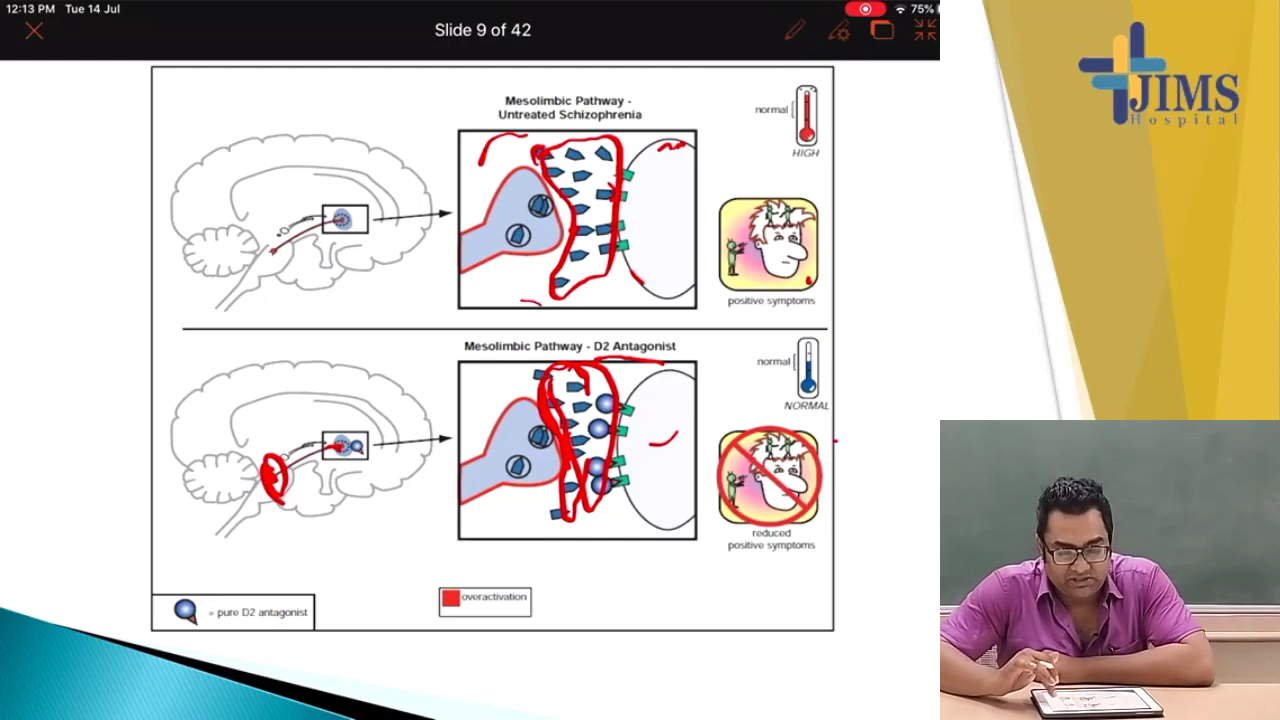 12:13 PM Tue 14 Jul
75%
Slide 9 of 42
JIMS
Hospital
Mesolimbic Pathway -
Untreated Schizophrenia
normal
HIGH
positive symptoms
Mesolimbic Pathway - D2 Antagonist
normal
NORMAL
reduced
positive symptoms
= pure D2 antagonist
overactivation